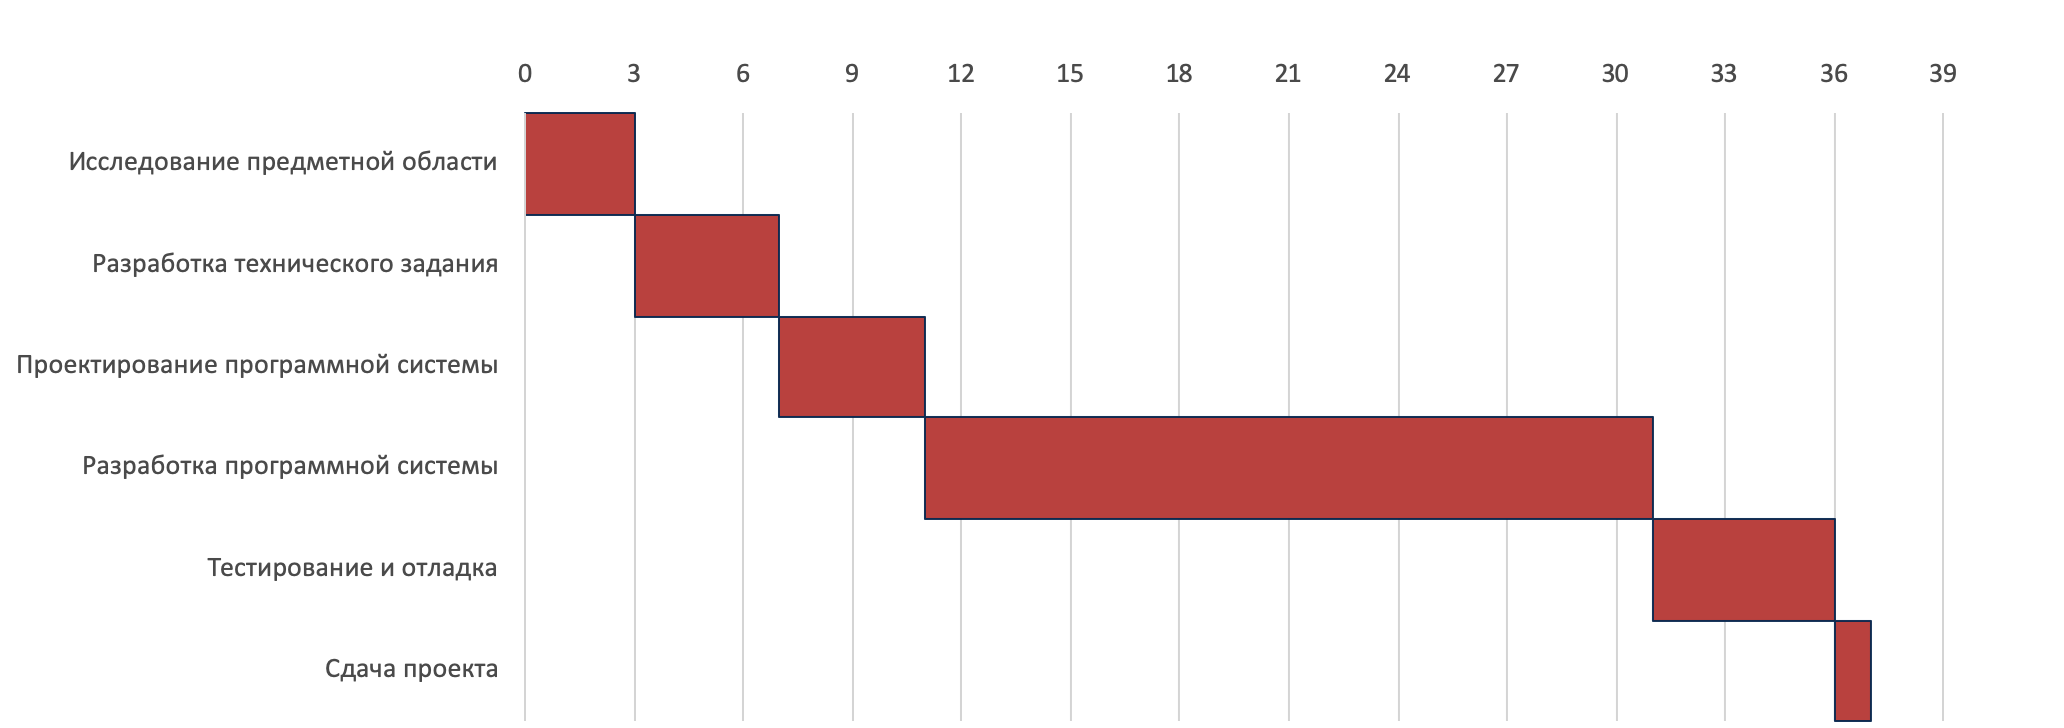 0 3 6 9 12 15 18 21 24 27 30 33 36 39
Исследование предметной области
Разработка технического задания
Проектирование программной системы
Разработка программной системы
Тестирование и отладка
Сдача проекта